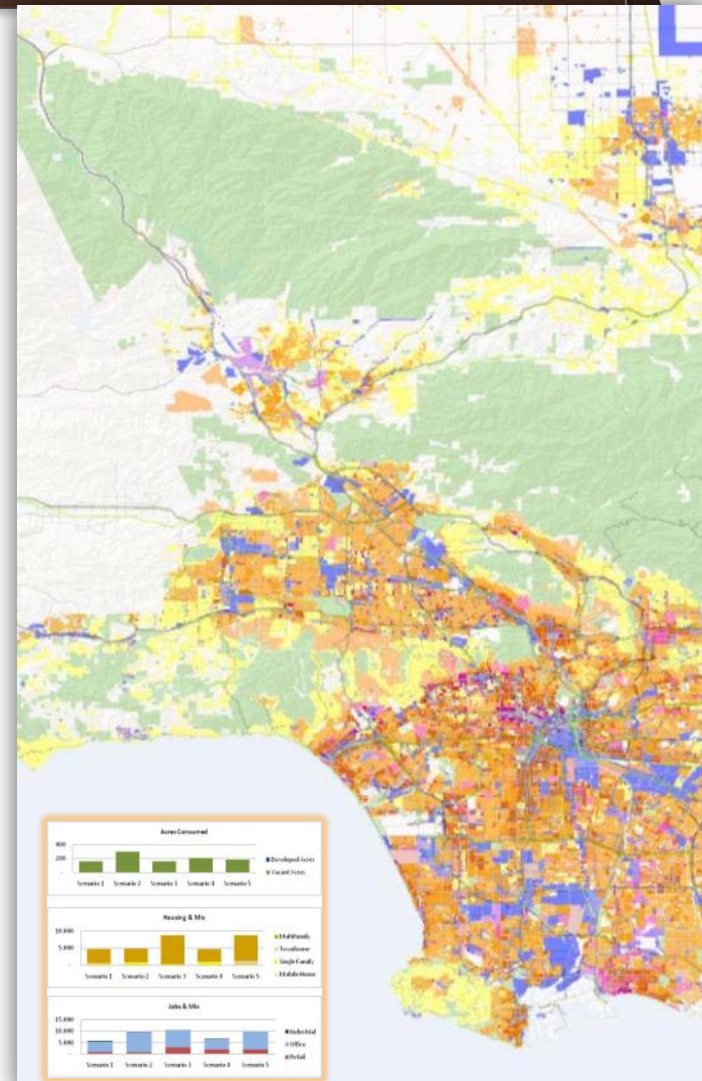 Acres Consumed
400
200
-
Developed Acres
Vacant Acres
Scenario 1 Scenario 2 Scenario 3 Scenario 4 Scenario 5
Housing & Mix
10,000
5,000
-
Multifamily
Townhome
Single Family
Mobile Home
Scenario 1 Scenario 2 Scenario 3 Scenario 4 Scenario 5
Jobs & Mix
15,000
10,000
5,000
-
Industrial
Office
Retail
Scenario 1 Scenario 2 Scenario 3 Scenario 4 Scenario 5